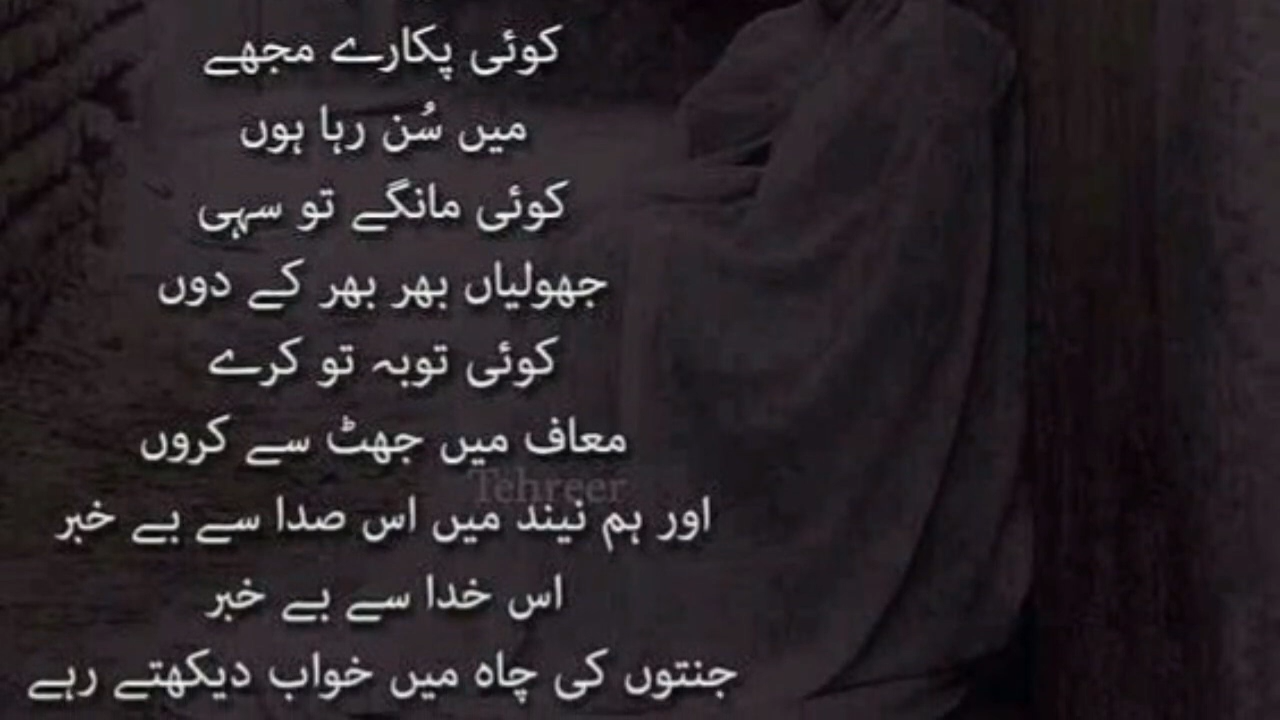 کوئی پکارے مجھے
میں سُن رہا ہوں
کوئی مانگے تو سہی
جھولیاں بھر بھر کے دوں
کوئی توبہ تو کرے
معاف میں جھٹ سے کروں
Tehreer
اور ہم نیند میں اس صدا سے بے خبر
اس خدا سے بے خبر
جنتوں کی چاہ میں خواب دیکھتے رہے